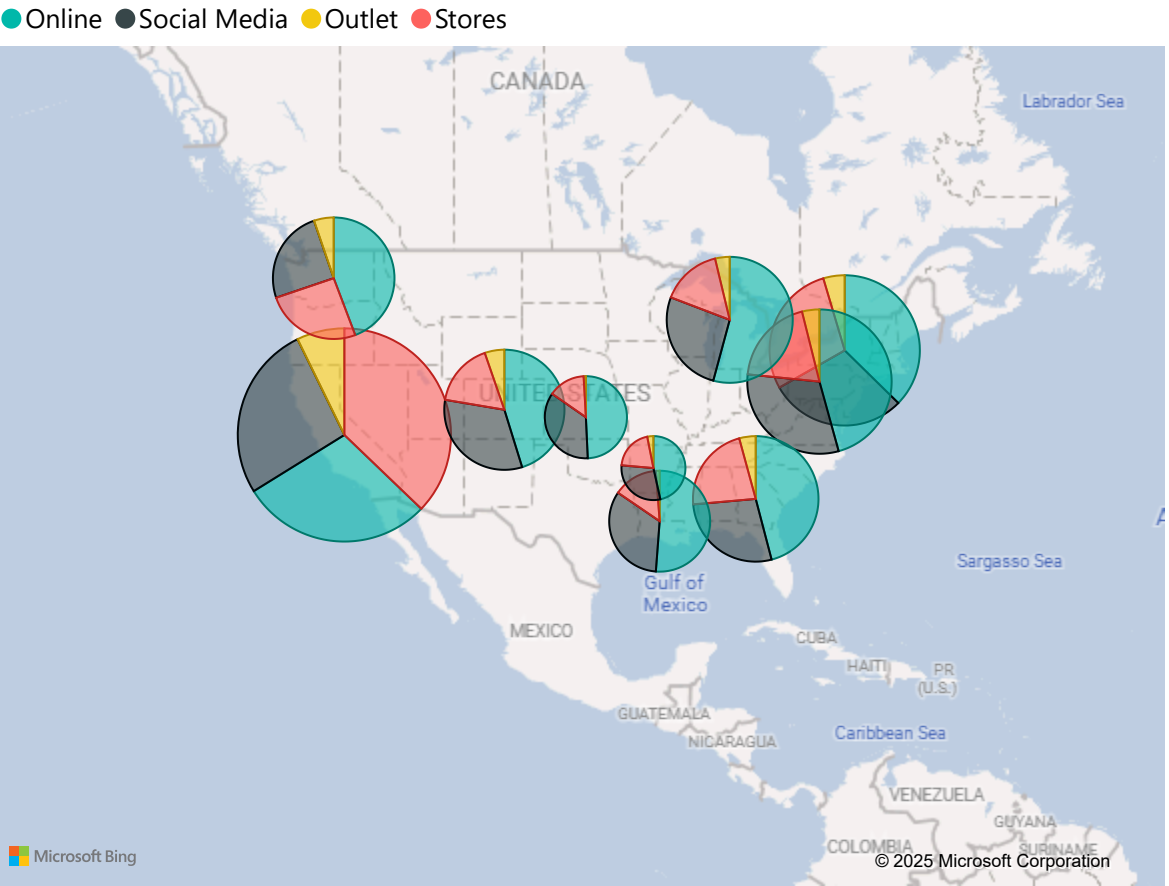 Online Social Media Outlet Stores
CANADA
Labrador Sea
UNITED STATES
Sargasso Sea
Gulf of
Mexico
MEXICO
CUBA
HAITI
PR
(U.S.)
GUATEMALA
Caribbean Sea
NICARAGUA
VENEZUELA
GUYANA
COLOMBIA
SURINAME
Microsoft Bing
© 2025 Microsoft Corporation